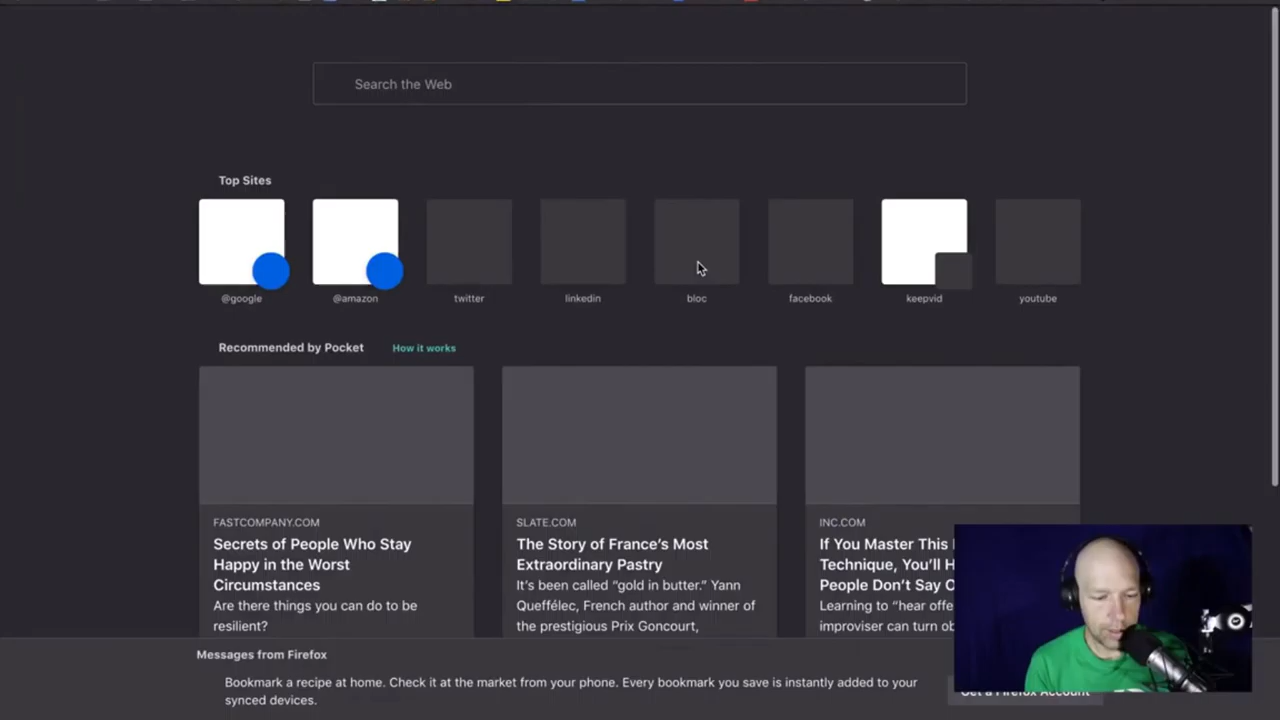 Search the Web
Top Sites
@google
@amazon
twitter
linkedin
bloc
facebook
keepvid
youtube
Recommended by Pocket How it works
FASTCOMPANY.COM
Secrets of People Who Stay
Happy in the Worst
Circumstances
Are there things you can do to be
resilient?
SLATE.COM
The Story of France’s Most
Extraordinary Pastry
It’s been called “gold in butter.” Yann
Queffélec, French author and winner of
the prestigious Prix Goncourt,
INC.COM
If You Master This
Technique, You’ll
People Don’t Say
Learning to “hear
improviser can turn
Messages from Firefox
Bookmark a recipe at home. Check it at the market from your phone. Every bookmark you save is instantly added to your
synced devices.
Get a Firefox Account